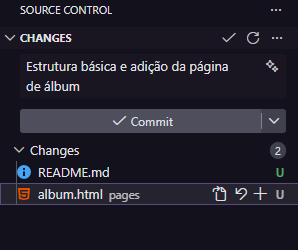 SOURCE CONTROL
CHANGES
Estrutura básica e adição da página
de álbum
Commit
Changes 2
README.md U
album.html pages U